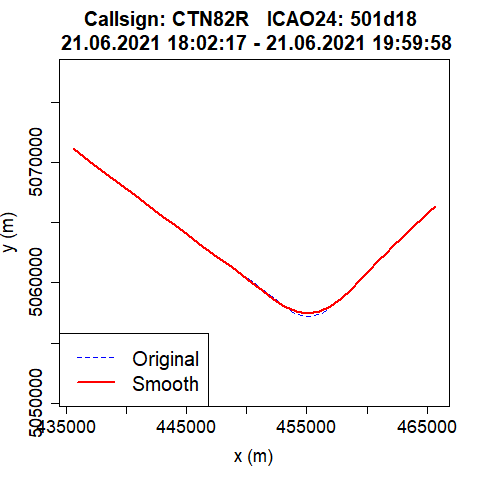 Callsign: CTN82R   ICAO24: 501d18
21.06.2021 18:02:17 - 21.06.2021 19:59:58
5070000
5060000
5050000
y (m)
Original
Smooth
435000
445000
455000
465000
x (m)